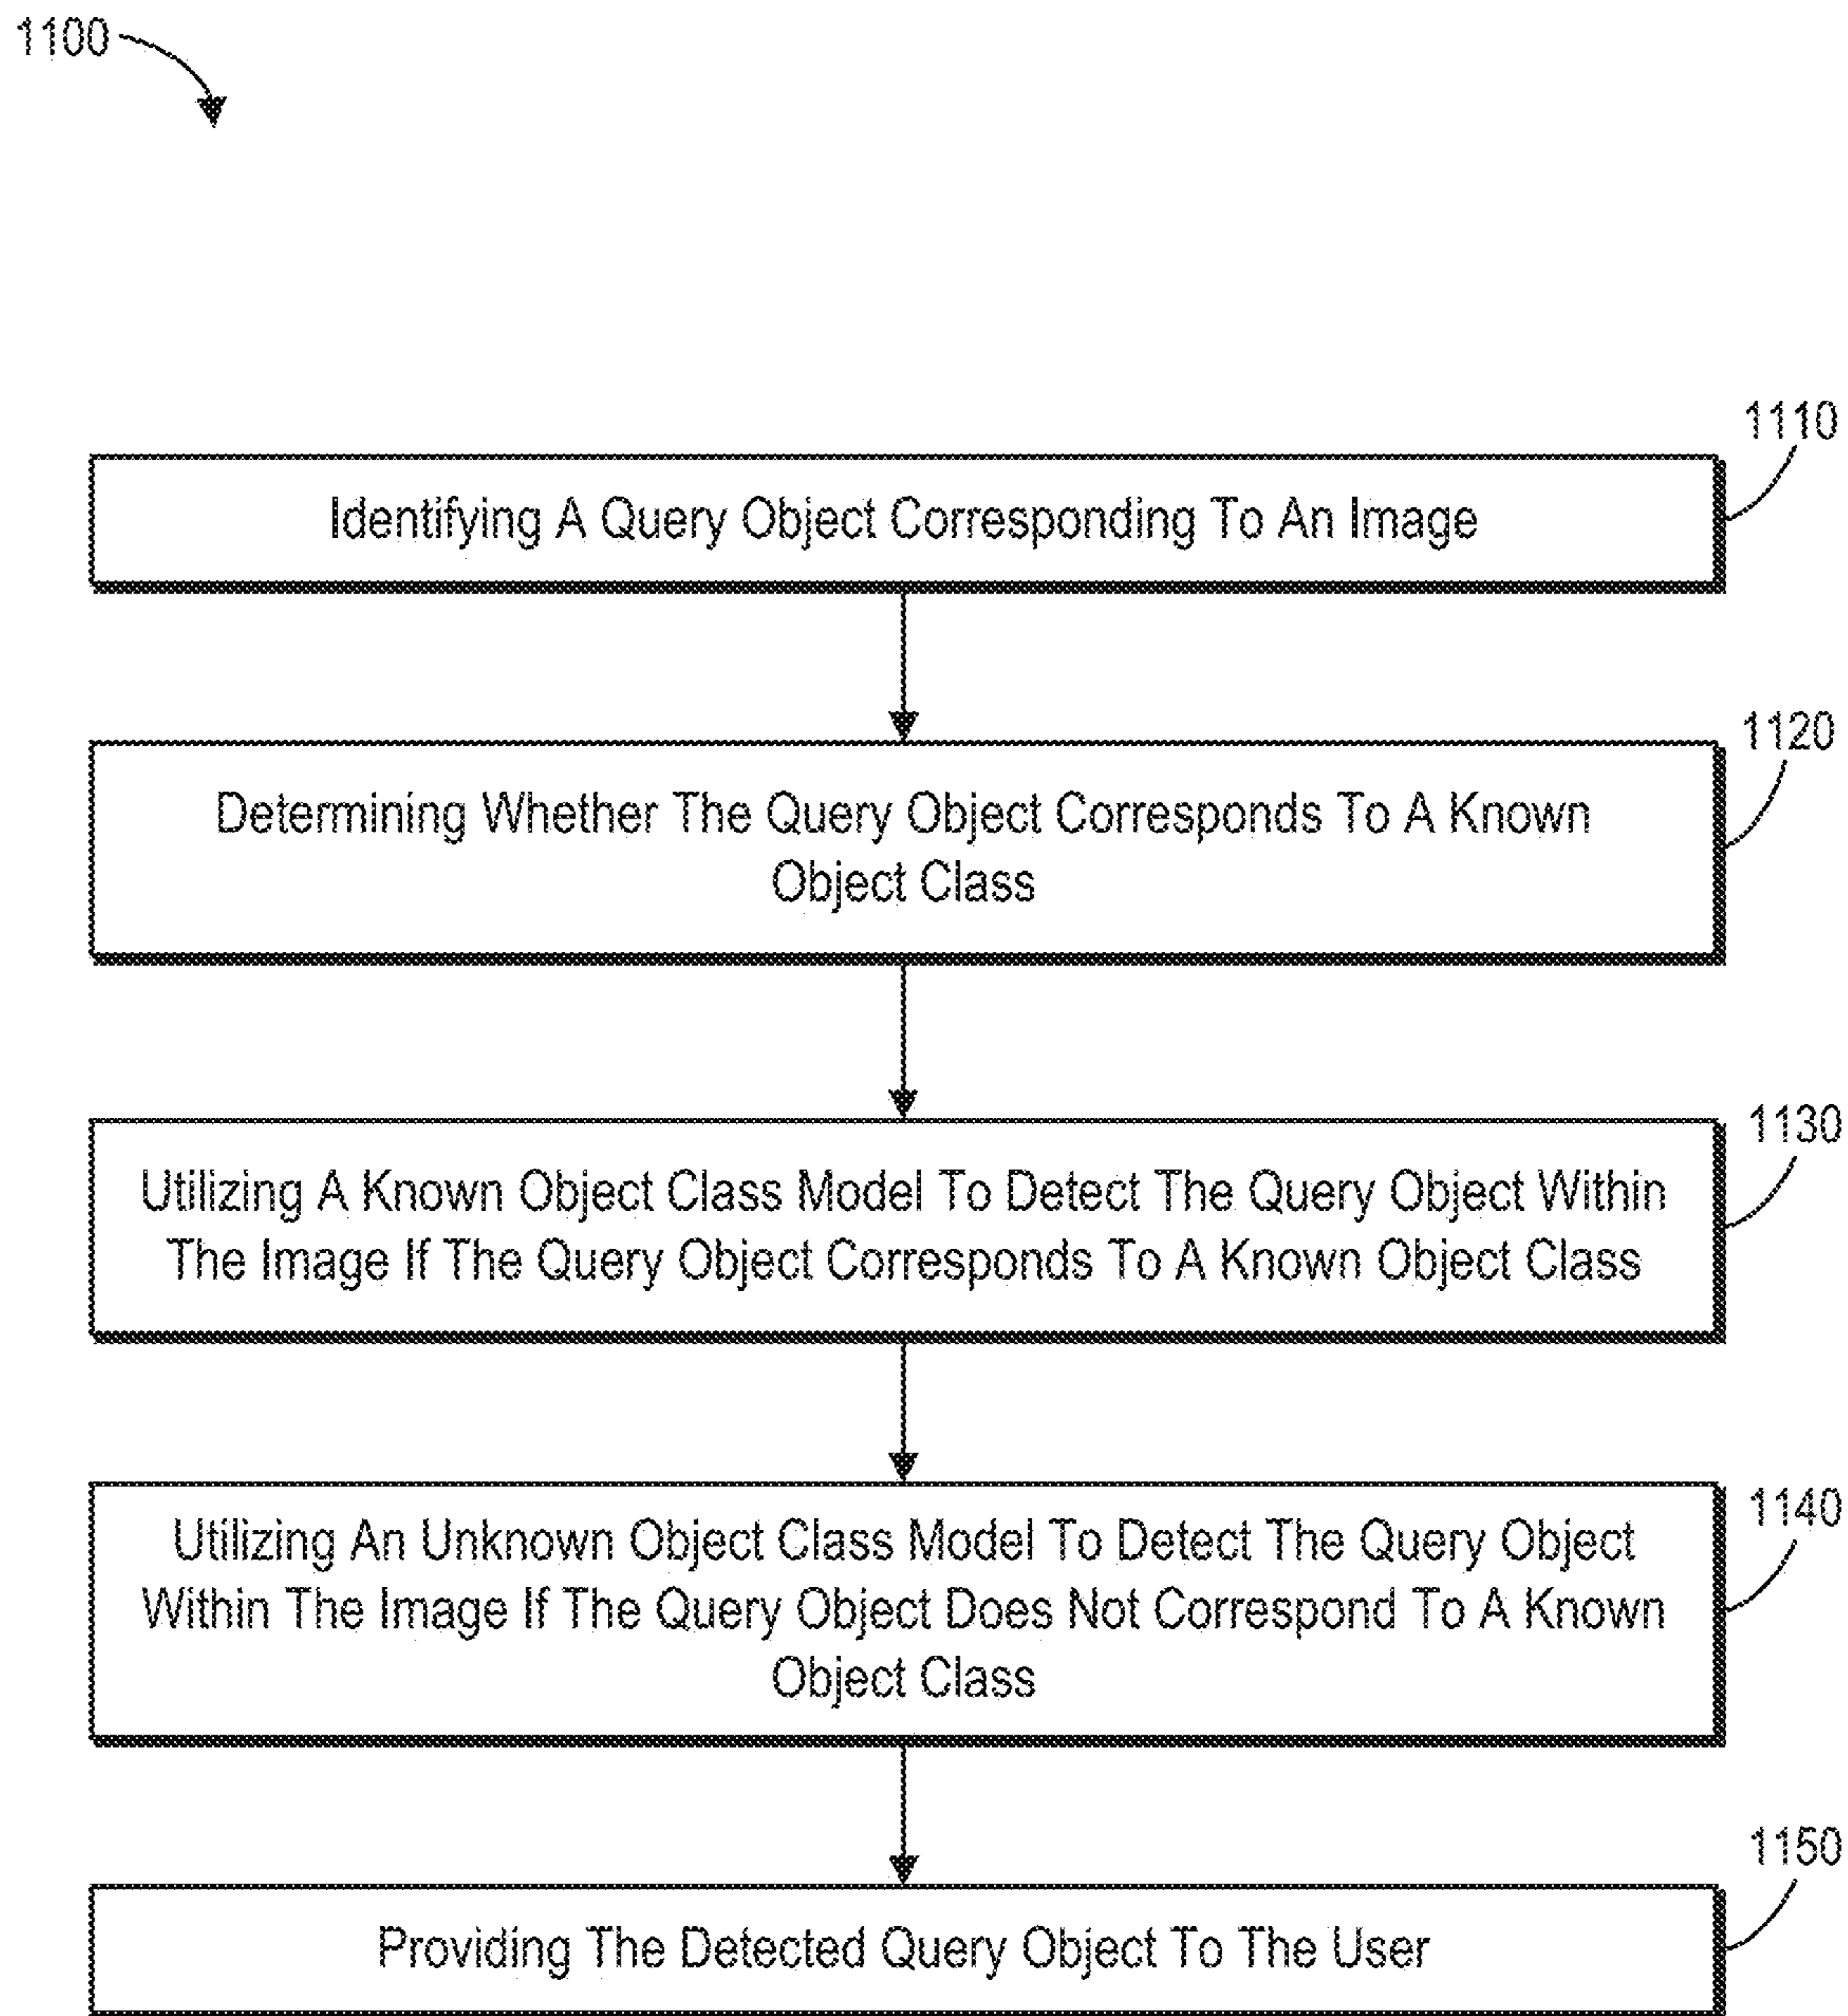 1100
1110
Identifying A Query Object Corresponding To An Image
1120
Determining Whether The Query Object Corresponds To A Known
Object Class
1130
Utilizing A Known Object Class Model To Detect The Query Object Within
The Image If The Query Object Corresponds To A Known Object Class
1140
Utilizing An Unknown Object Class Model To Detect The Query Object
Within The Image If The Query Object Does Not Correspond To A Known
Object Class
1150
Providing The Detected Query Object To The User